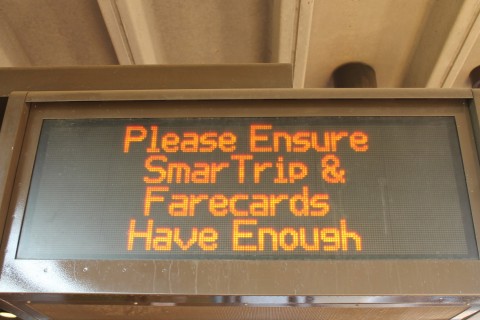 Please Ensure
SmarTrip &
Farecards
Have Enough